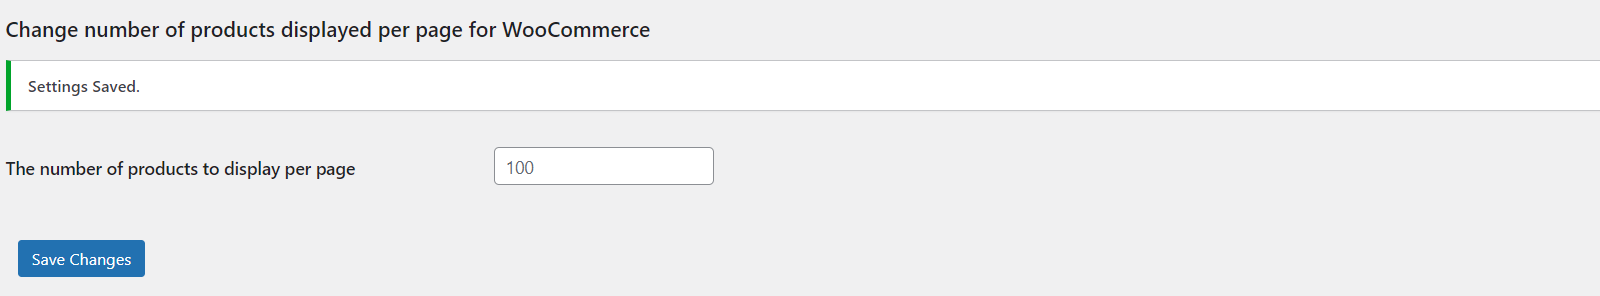 Change number of products displayed per page for WooCommerce
Settings Saved.
The number of products to display per page
100
Save Changes